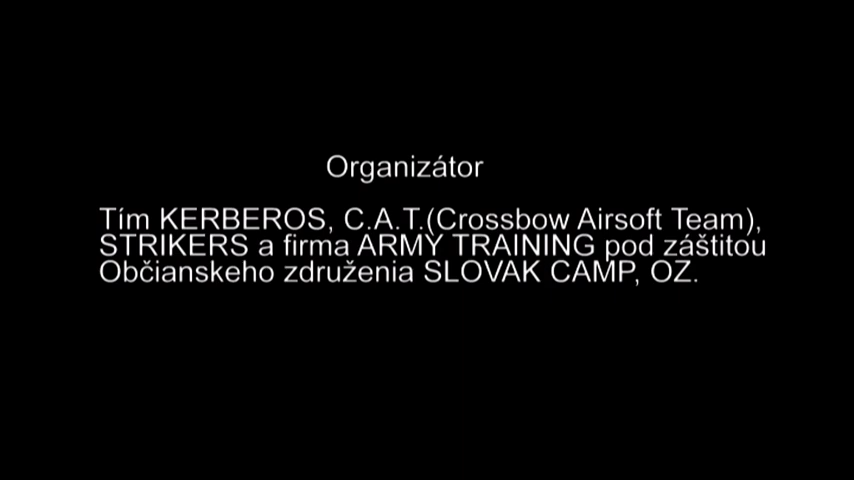 Organizátor
Tím KERBEROS, C.A.T.(Crossbow Airsoft Team),
STRIKERS a firma ARMY TRAINING pod záštitou
Občianskeho združenia SLOVAK CAMP, OZ.